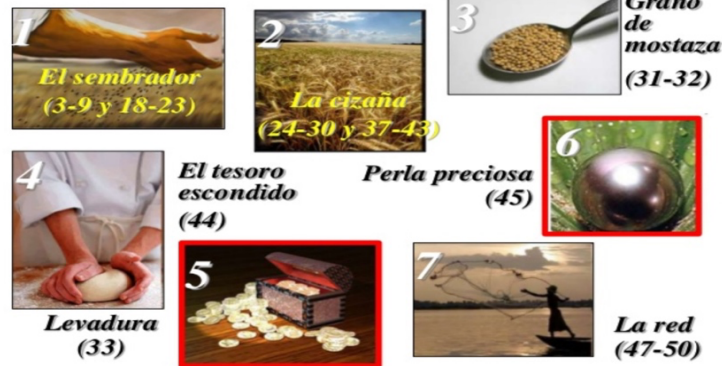 1
El sembrador
(3-9 y 18-23)
2
La cizaña
(24-30 y 37-43)
3
Grano
de
mostaza
(31-32)
4
Levadura
(33)
El tesoro
escondido
(44)
5
Perla preciosa
(45)
6
7
La red
(47-50)